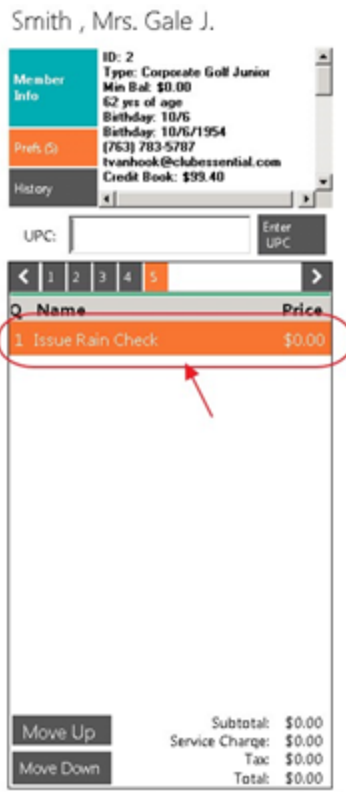 Smith , Mrs. Gale J.
Member Info
ID: 2
Type: Corporate Golf Junior
Min Bal: $0.00
62 yrs of age
Birthday: 10/6
Birthday: 10/6/1954
(763) 783-5787
tvanhook@clubessential.com
Credit Book: $99.40
Prefs (5)
History
UPC:
Enter UPC
1 2 3 4 5
Q Name Price
1 Issue Rain Check $0.00
Move Up
Move Down
Subtotal: $0.00
Service Charge: $0.00
Tax: $0.00
Total: $0.00